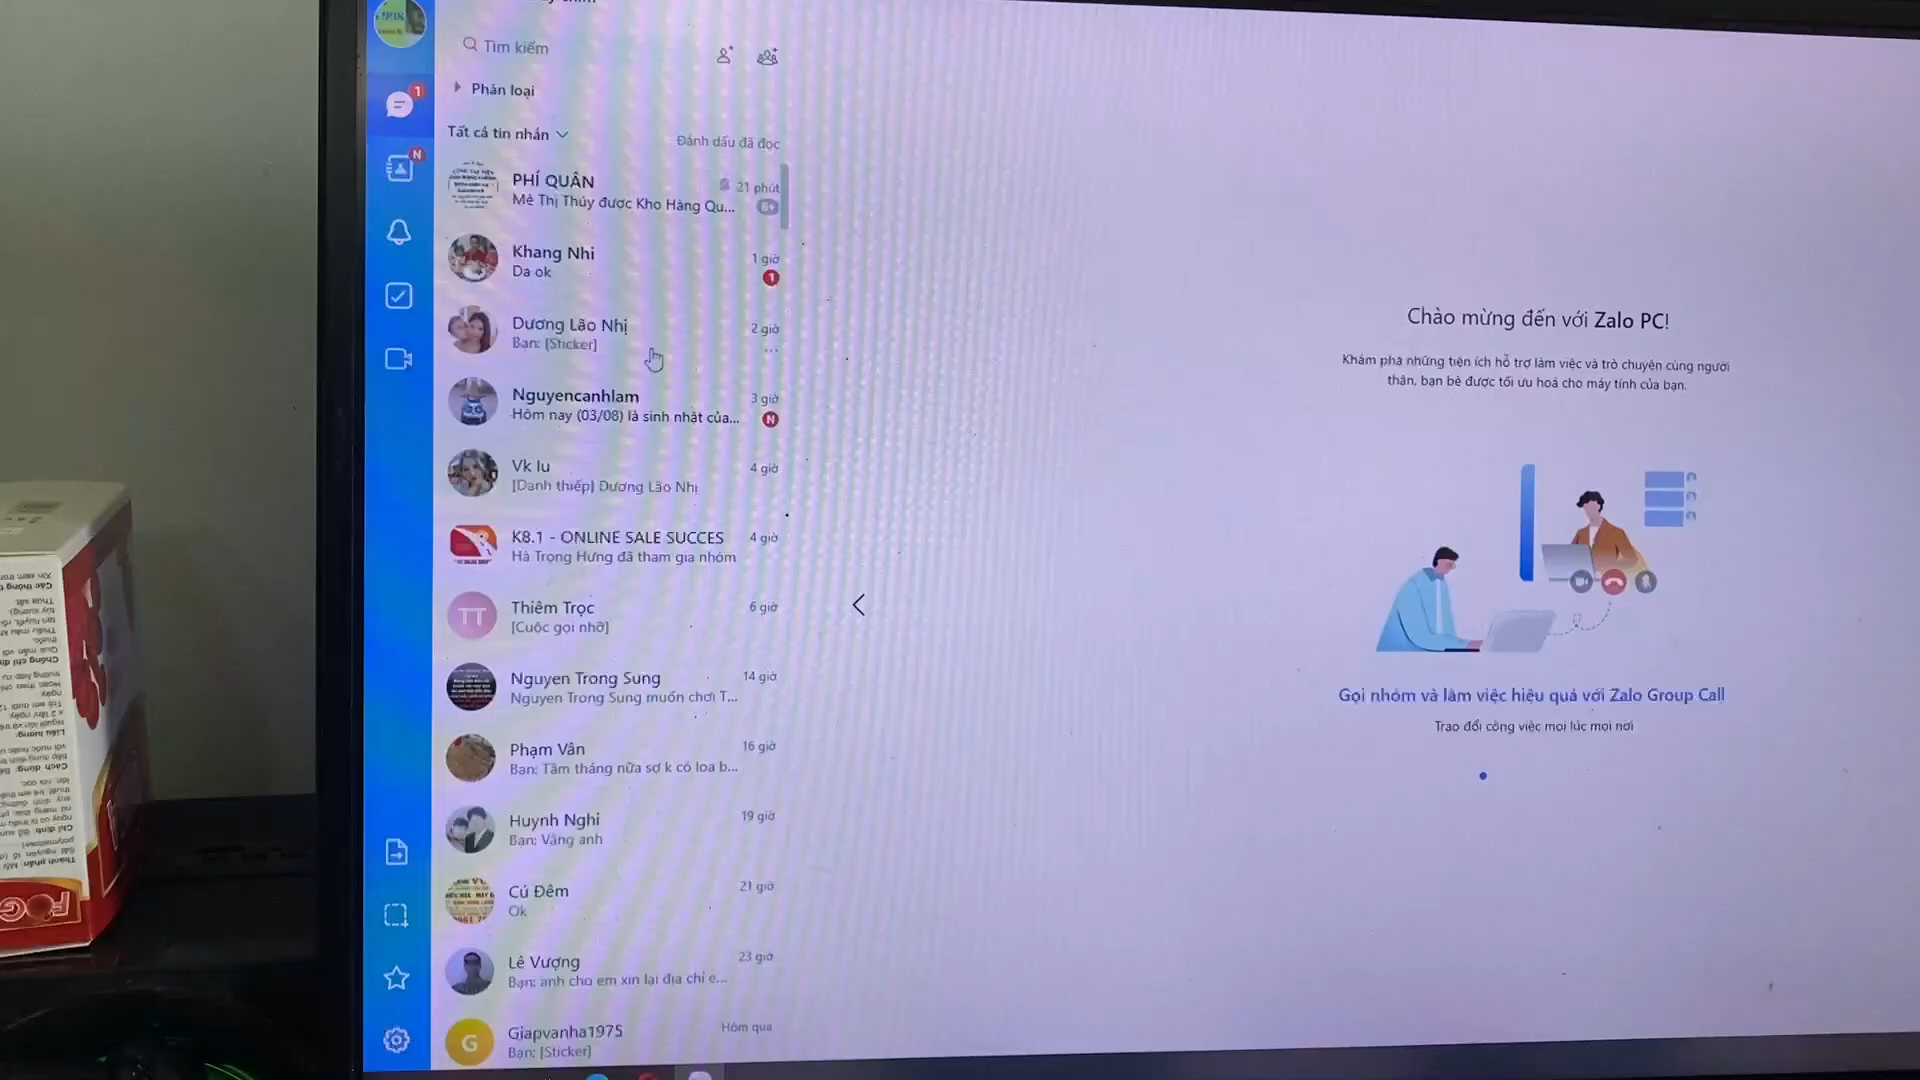 Tìm kiếm
Phân loại
Tất cả tin nhắn
Đánh dấu đã đọc
PHÍ QUÂN
21 phút
Mê Thị Thúy được Kho Hàng Qu...
5+
Khang Nhi
1 giờ
Da ok
1
Dương Lão Nhị
2 giờ
Bạn: [Sticker]
Nguyencanhlam
3 giờ
Hôm nay (03/08) là sinh nhật của...
N
Vk Iu
4 giờ
[Danh thiếp] Dương Lão Nhị
K8.1 - ONLINE SALE SUCCES
4 giờ
Hà Trọng Hưng đã tham gia nhóm
TT
Thiêm Trọc
6 giờ
[Cuộc gọi nhỡ]
Nguyen Trong Sung
14 giờ
Nguyen Trong Sung muốn chơi T...
Phạm Vân
16 giờ
Bạn: Tầm tháng nữa sợ k có loa b...
Huỳnh Nghi
19 giờ
Bạn: Vâng anh
Cú Đêm
21 giờ
Ok
Lê Vượng
23 giờ
Bạn: anh cho em xin lại địa chỉ e...
G
Giapvanha1975
Hôm qua
Bạn: [Sticker]
1
N
Chào mừng đến với Zalo PC!
Khám phá những tiện ích hỗ trợ làm việc và trò chuyện cùng người
thân, bạn bè được tối ưu hoá cho máy tính của bạn.
Gọi nhóm và làm việc hiệu quả với Zalo Group Call
Trao đổi công việc mọi lúc mọi nơi